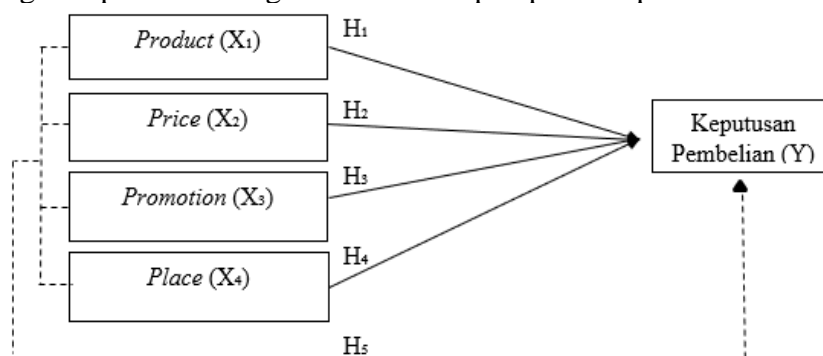 Product (X₁)
H₁
Price (X₂)
H₂
Keputusan
Pembelian (Y)
Promotion (X₃)
H₃
Place (X₄)
H₄
H₅